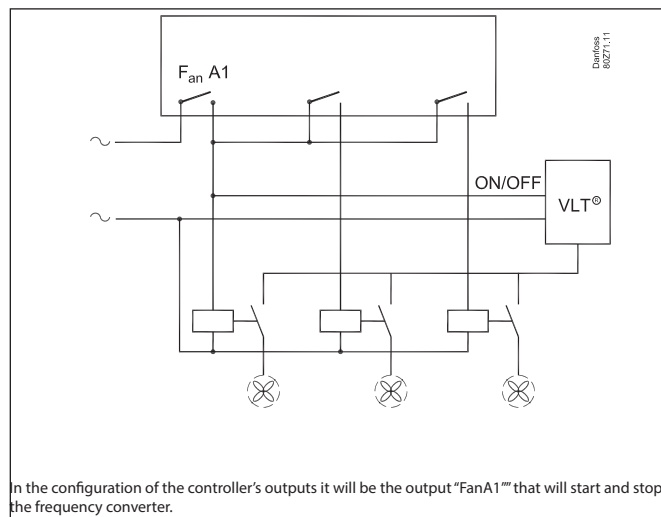 Danfoss
80Z71.11
Fan A1
ON/OFF
VLT®
In the configuration of the controller's outputs it will be the output “FanA1”” that will start and stop
the frequency converter.